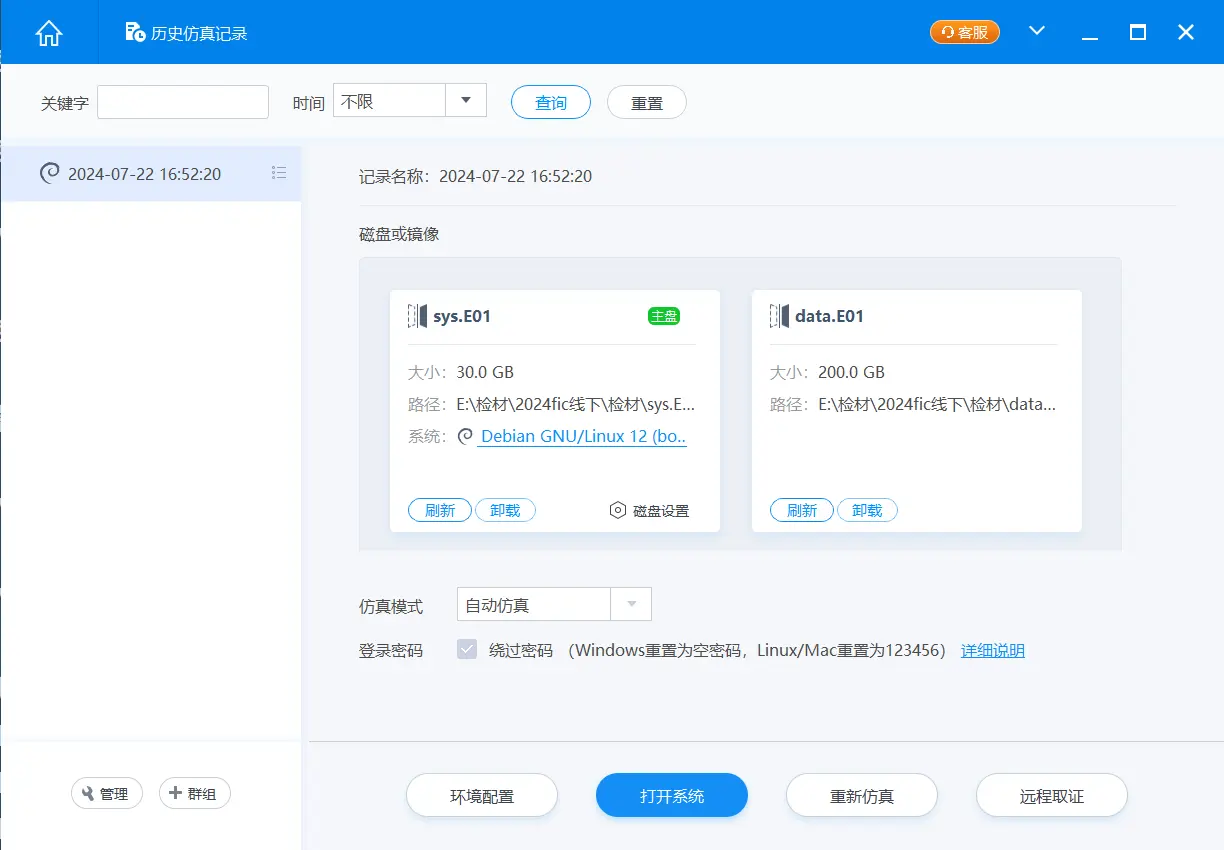 历史仿真记录
客服
关键字
时间
不限
查询
重置
2024-07-22 16:52:20
记录名称：2024-07-22 16:52:20
磁盘或镜像
sys.E01
主盘
大小：30.0 GB
路径：E:\检材\2024fic线下\检材\sys.E...
系统：Debian GNU/Linux 12 (bo..
刷新
卸载
磁盘设置
data.E01
大小：200.0 GB
路径：E:\检材\2024fic线下\检材\data...
刷新
卸载
仿真模式
自动仿真
登录密码
绕过密码 （Windows重置为空密码，Linux/Mac重置为123456） 详细说明
管理
群组
环境配置
打开系统
重新仿真
远程取证